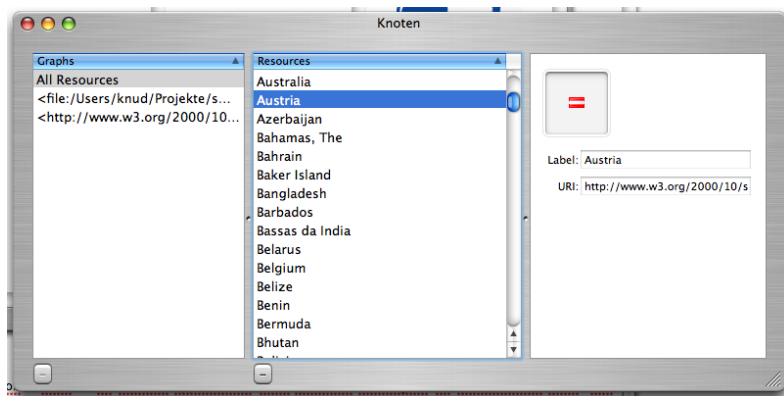 Knoten
Graphs
All Resources
<file:/Users/knud/Projekte/s...
<http://www.w3.org/2000/10...
Resources
Australia
Austria
Azerbaijan
Bahamas, The
Bahrain
Baker Island
Bangladesh
Barbados
Bassas da India
Belarus
Belgium
Belize
Benin
Bermuda
Bhutan
Label: Austria
URI: http://www.w3.org/2000/10/s